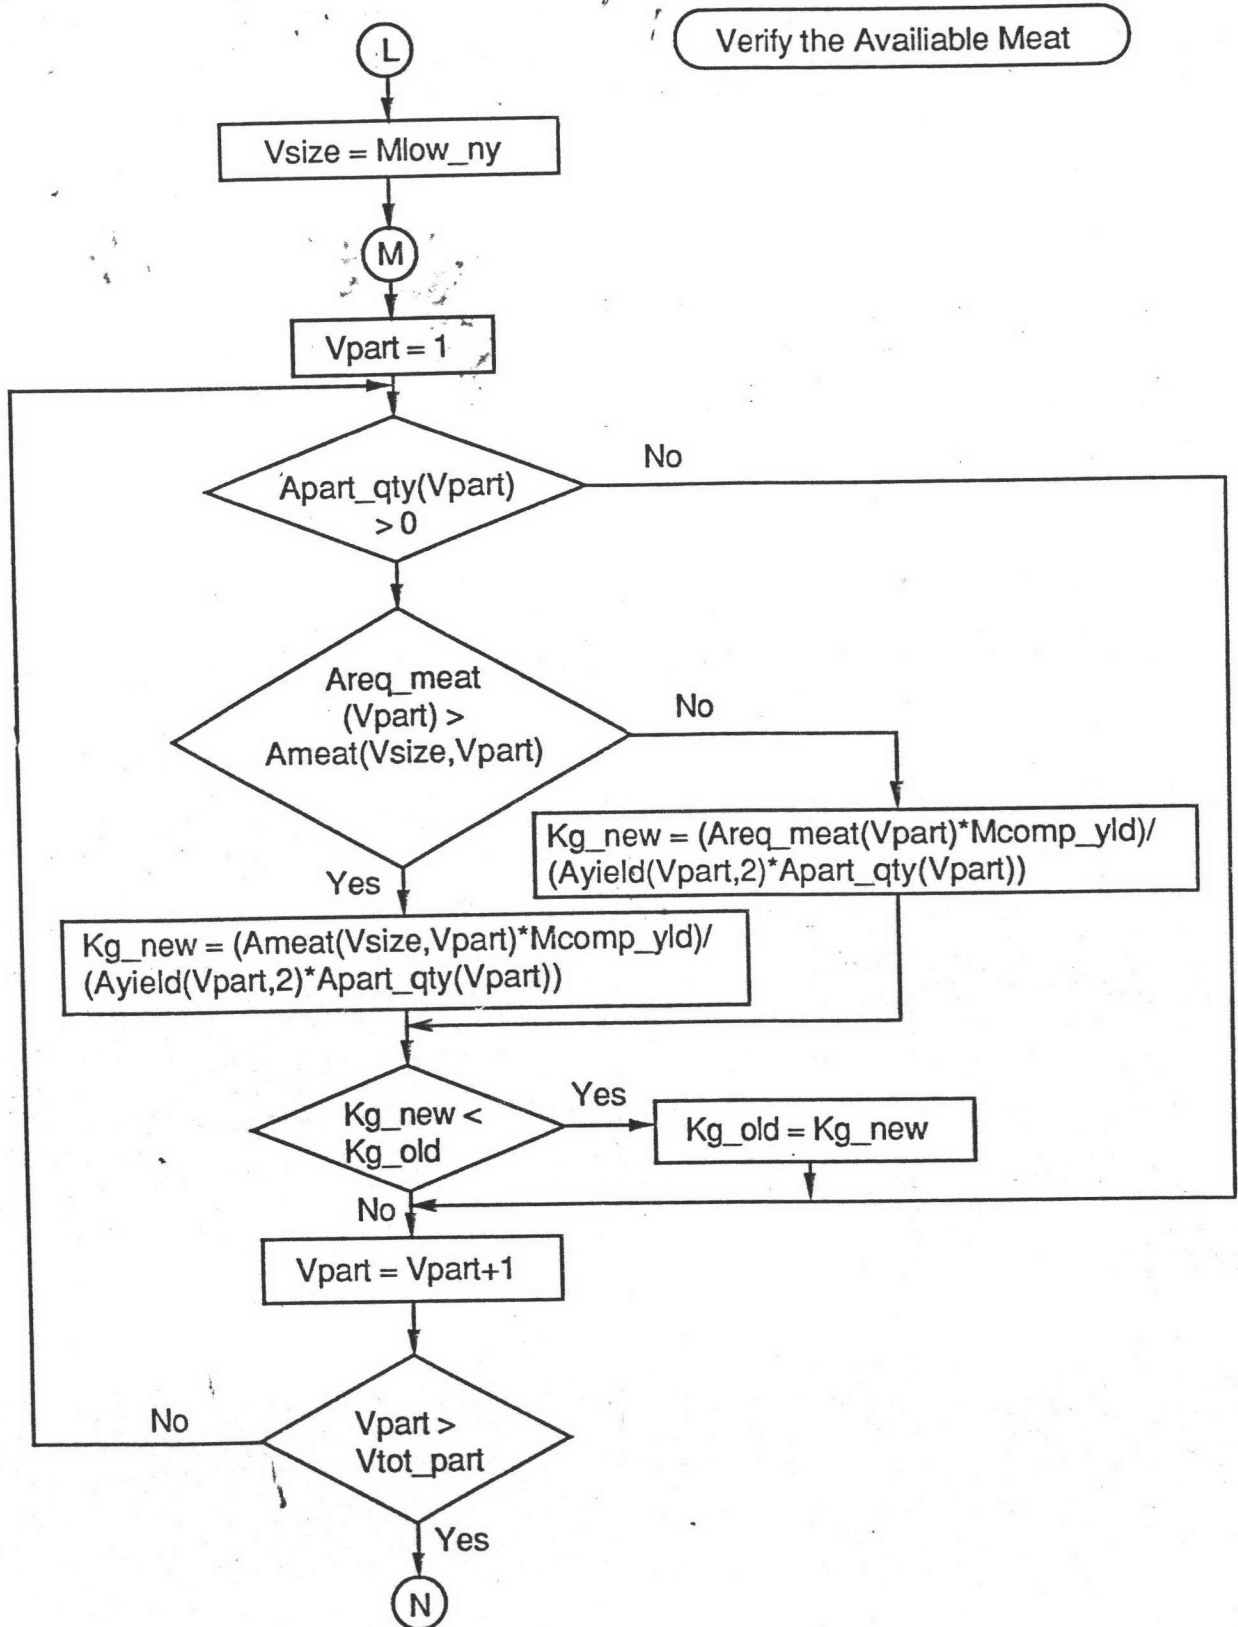 Verify the Availiable Meat
L
Vsize = Mlow_ny
M
Vpart = 1
Apart_qty(Vpart)
> 0
No
Areq_meat
(Vpart) >
Ameat(Vsize,Vpart)
No
Kg_new = (Areq_meat(Vpart)*Mcomp_yld)/
(Ayield(Vpart,2)*Apart_qty(Vpart))
Yes
Kg_new = (Ameat(Vsize,Vpart)*Mcomp_yld)/
(Ayield(Vpart,2)*Apart_qty(Vpart))
Kg_new <
Kg_old
Yes
Kg_old = Kg_new
No
Vpart = Vpart+1
No
Vpart >
Vtot_part
Yes
N